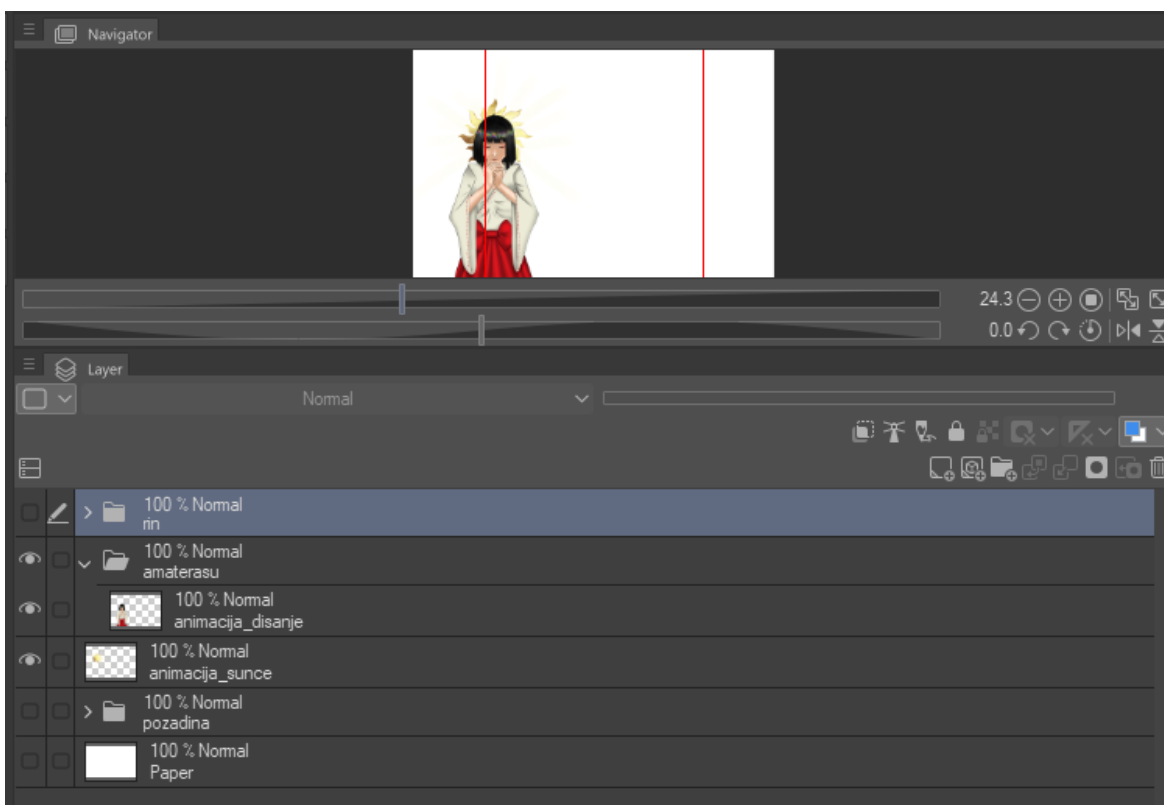 Navigator
24.3
0.0
Layer
Normal
100 % Normal
rin
100 % Normal
amaterasu
100 % Normal
animacija_disanje
100 % Normal
animacija_sunce
100 % Normal
pozadina
100 % Normal
Paper